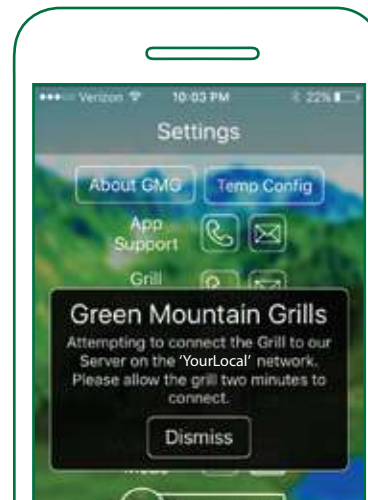 Verizon 10:03 PM 22%
Settings
About GMG Temp Config
App
Support
Grill
Green Mountain Grills
Attempting to connect the Grill to our
Server on the 'YourLocal' network.
Please allow the grill two minutes to
connect.
Dismiss